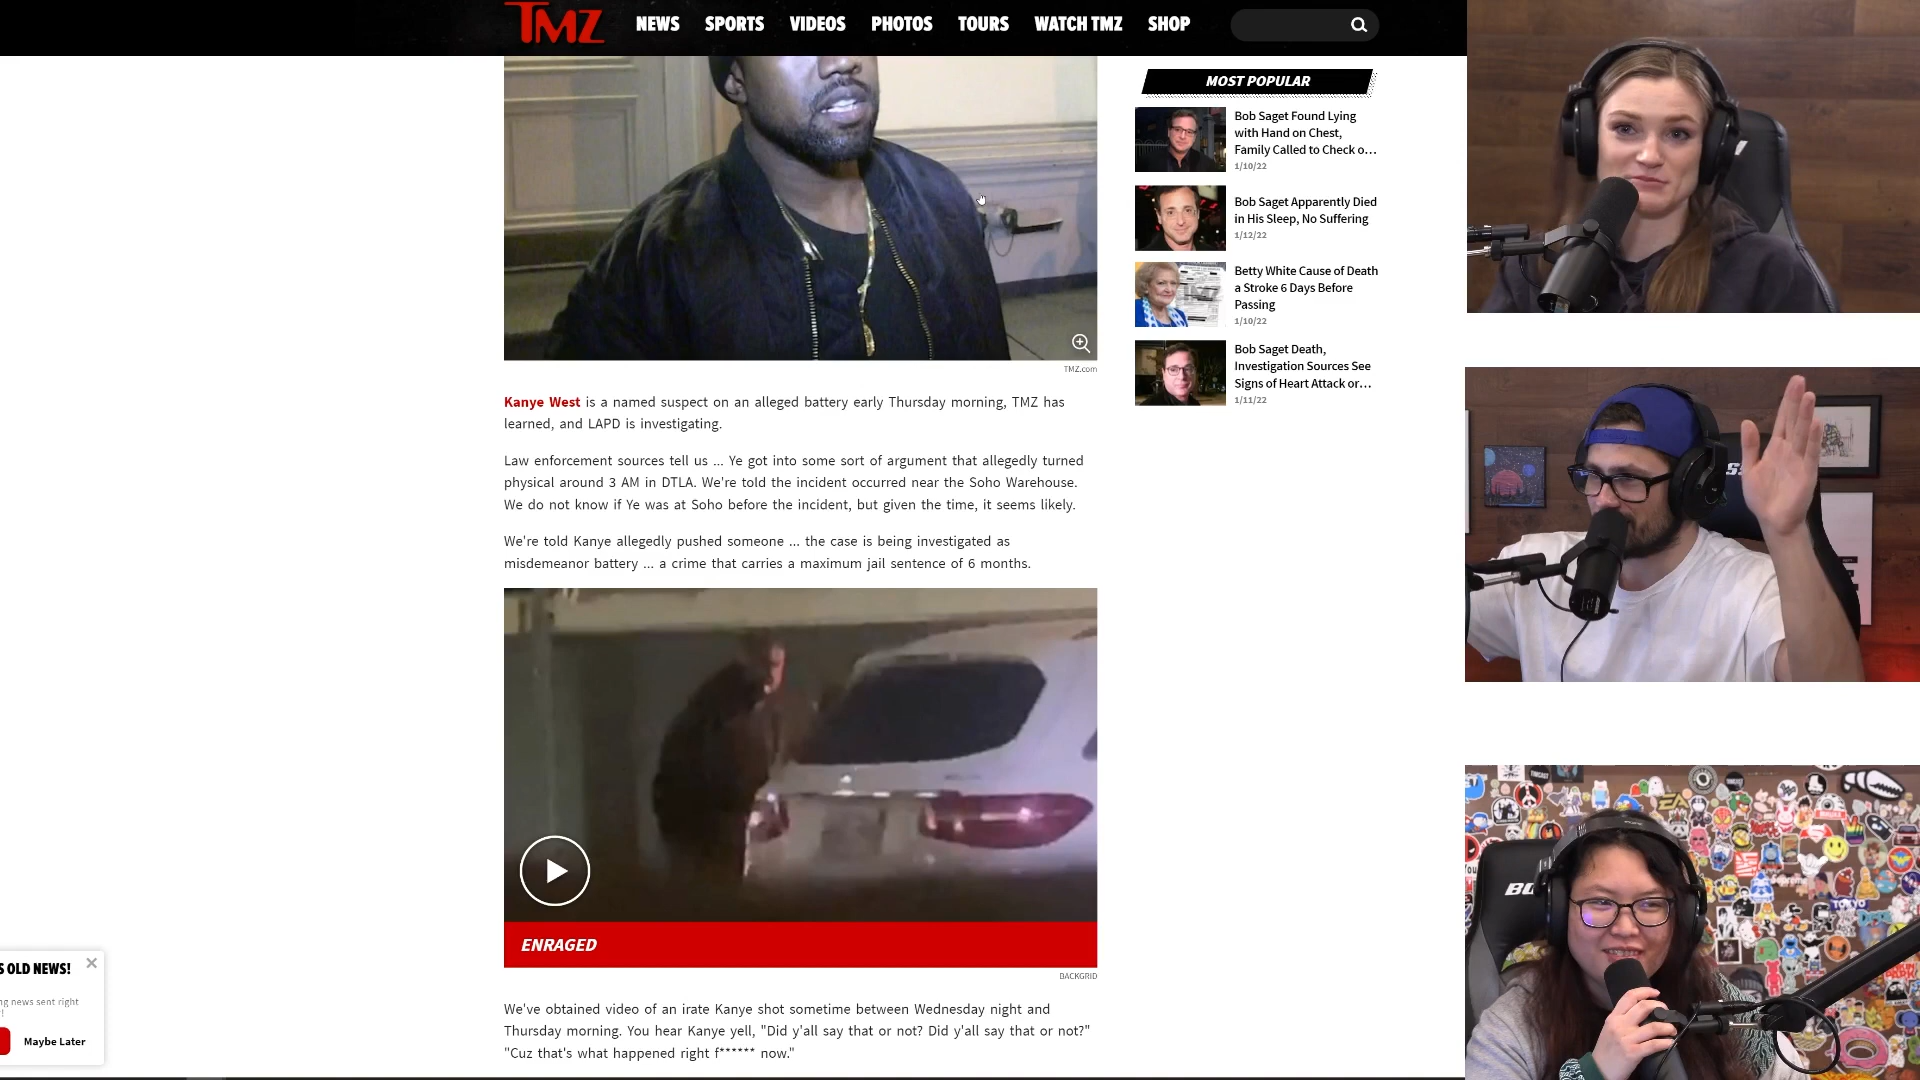 TMZ
NEWS SPORTS VIDEOS PHOTOS TOURS WATCH TMZ SHOP
MOST POPULAR
Bob Saget Found Lying
with Hand on Chest,
Family Called to Check o...
1/10/22
Bob Saget Apparently Died
in His Sleep, No Suffering
1/12/22
Betty White Cause of Death
a Stroke 6 Days Before
Passing
1/10/22
Bob Saget Death,
Investigation Sources See
Signs of Heart Attack or...
1/11/22
TMZ.com
Kanye West is a named suspect on an alleged battery early Thursday morning, TMZ has
learned, and LAPD is investigating.
Law enforcement sources tell us ... Ye got into some sort of argument that allegedly turned
physical around 3 AM in DTLA. We're told the incident occurred near the Soho Warehouse.
We do not know if Ye was at Soho before the incident, but given the time, it seems likely.
We're told Kanye allegedly pushed someone ... the case is being investigated as
misdemeanor battery ... a crime that carries a maximum jail sentence of 6 months.
ENRAGED
BACKGRID
We've obtained video of an irate Kanye shot sometime between Wednesday night and
Thursday morning. You hear Kanye yell, "Did y'all say that or not? Did y'all say that or not?"
"Cuz that's what happened right f****** now."
S OLD NEWS!
ng news sent right
Maybe Later
TOKYO